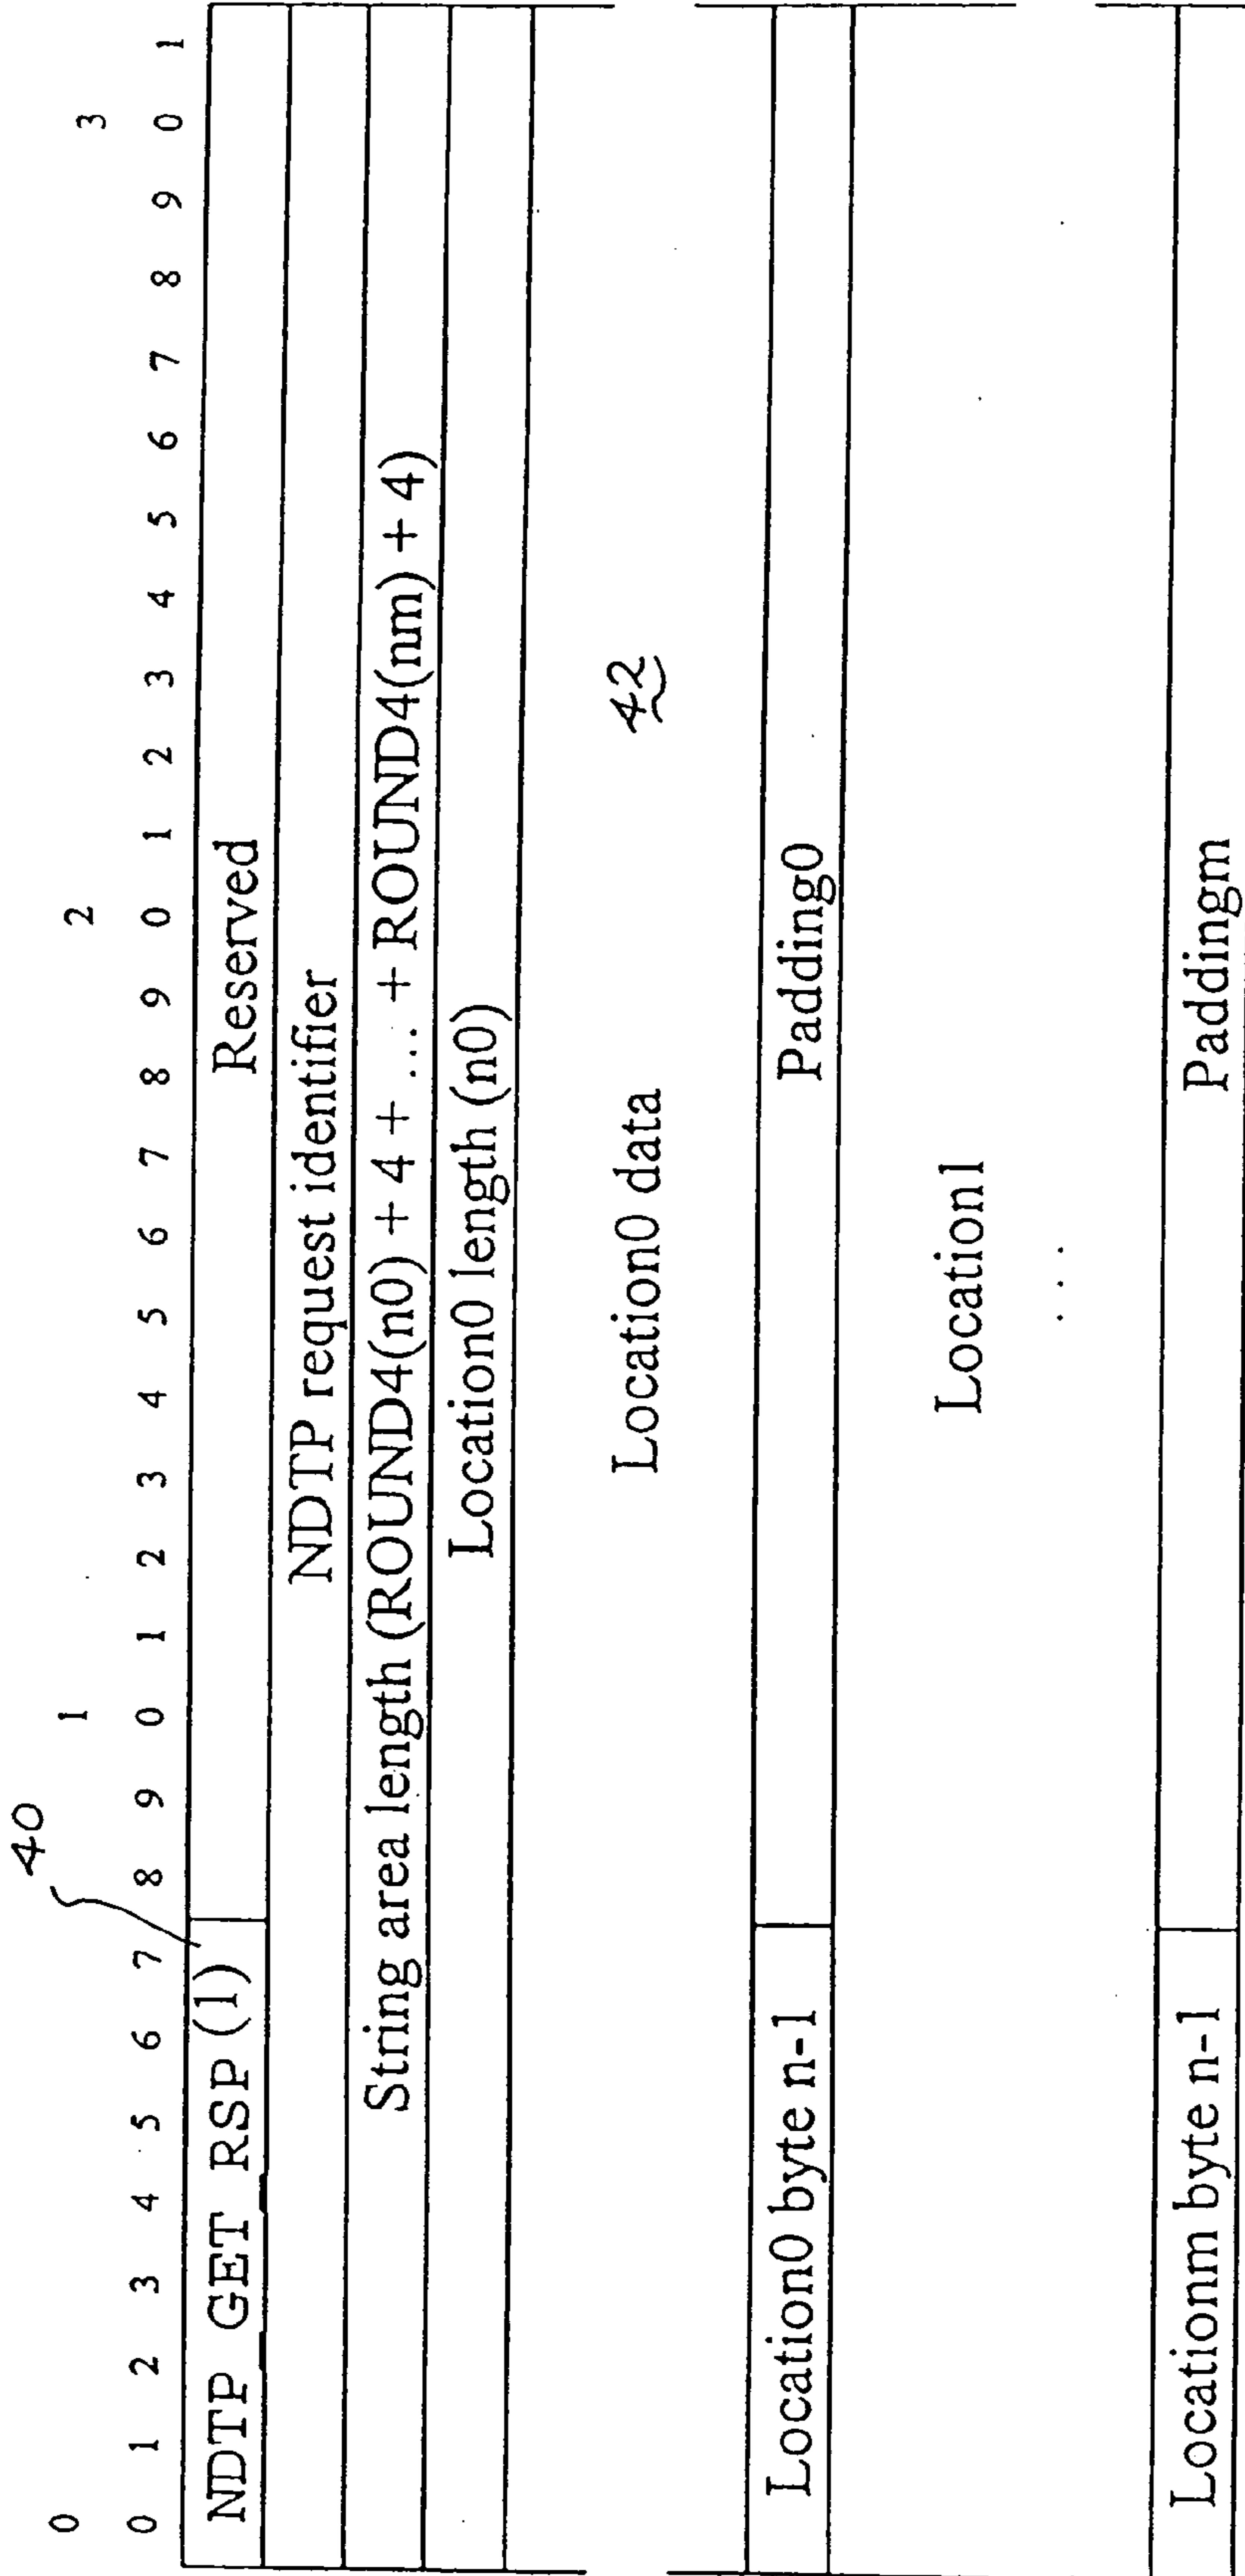 40
0 1 2 3
0 1 2 3 4 5 6 7 8 9 0 1 2 3 4 5 6 7 8 9 0 1 2 3 4 5 6 7 8 9 0 1
NDTP_GET_RSP (1) Reserved
NDTP request identifier
String area length (ROUND4(n0) + 4 + .... + ROUND4(nm) + 4)
Location0 length (n0)
Location0 data 42
Location0 byte n-1 Padding0
Location1
...
Locationm byte n-1 Paddingm